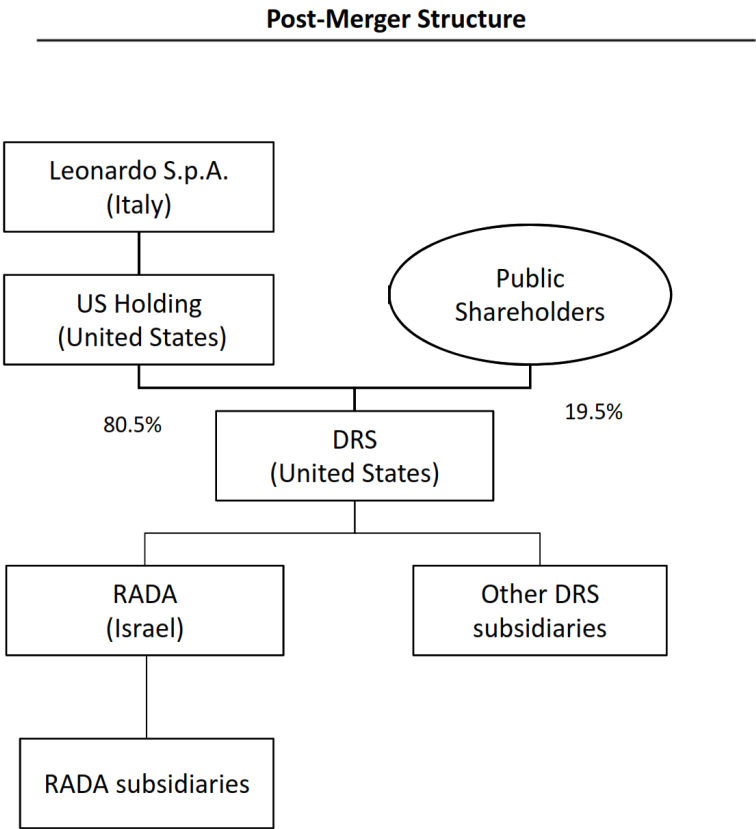 Post-Merger Structure
Leonardo S.p.A.
(Italy)
US Holding
(United States)
Public
Shareholders
80.5%
19.5%
DRS
(United States)
RADA
(Israel)
Other DRS
subsidiaries
RADA subsidiaries